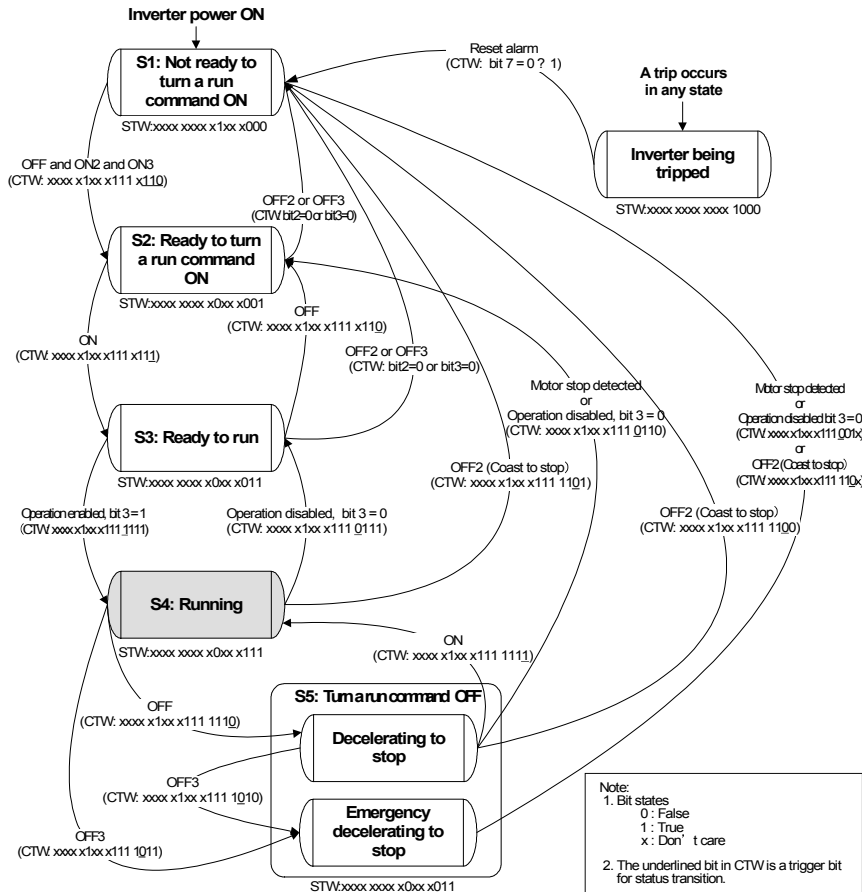 Inverter power ON
S1: Not ready to
turn a run
command ON
STW:xxxx xxxx x1xx x000
Reset alarm
(CTW: bit 7 = 0 ? 1)
A trip occurs
in any state
Inverter being
tripped
STW:xxxx xxxx xxxx 1000
OFF and ON2 and ON3
(CTW: xxxx x1xx x111 x110)
OFF2 or OFF3
(CTW bit2=0 or bit3=0)
S2: Ready to turn
a run command
ON
STW:xxxx xxxx x0xx x001
ON
(CTW: xxxx x1xx x111 x111)
OFF
(CTW: xxxx x1xx x111 x110)
OFF2 or OFF3
(CTW: bit2=0 or bit3=0)
Motor stop detected
or
Operation disabled, bit 3 = 0
(CTW: xxxx x1xx x111 0110)
Motor stop detected
or
Operation disabled bit 3 = 0
(CTW: xxxx x1xx x111 001x)
or
OFF2 (Coast to stop)
(CTW: xxxx x1xx x111 110x)
S3: Ready to run
STW:xxxx xxxx x0xx x011
OFF2 (Coast to stop)
(CTW: xxxx x1xx x111 1101)
OFF2 (Coast to stop)
(CTW: xxxx x1xx x111 1100)
Operation enabled, bit 3 = 1
(CTW: xxxx x1xx x111 1111)
Operation disabled, bit 3 = 0
(CTW: xxxx x1xx x111 0111)
S4: Running
STW:xxxx xxxx x0xx x111
ON
(CTW: xxxx x1xx x111 1111)
OFF
(CTW: xxxx x1xx x111 1110)
S5: Turn a run command OFF
Decelerating to
stop
OFF3
(CTW: xxxx x1xx x111 1010)
Emergency
decelerating to
stop
OFF3
(CTW: xxxx x1xx x111 1011)
STW:xxxx xxxx x0xx x011
Note:
1. Bit states
0 : False
1 : True
x : Don' t care
2. The underlined bit in CTW is a trigger bit
for status transition.